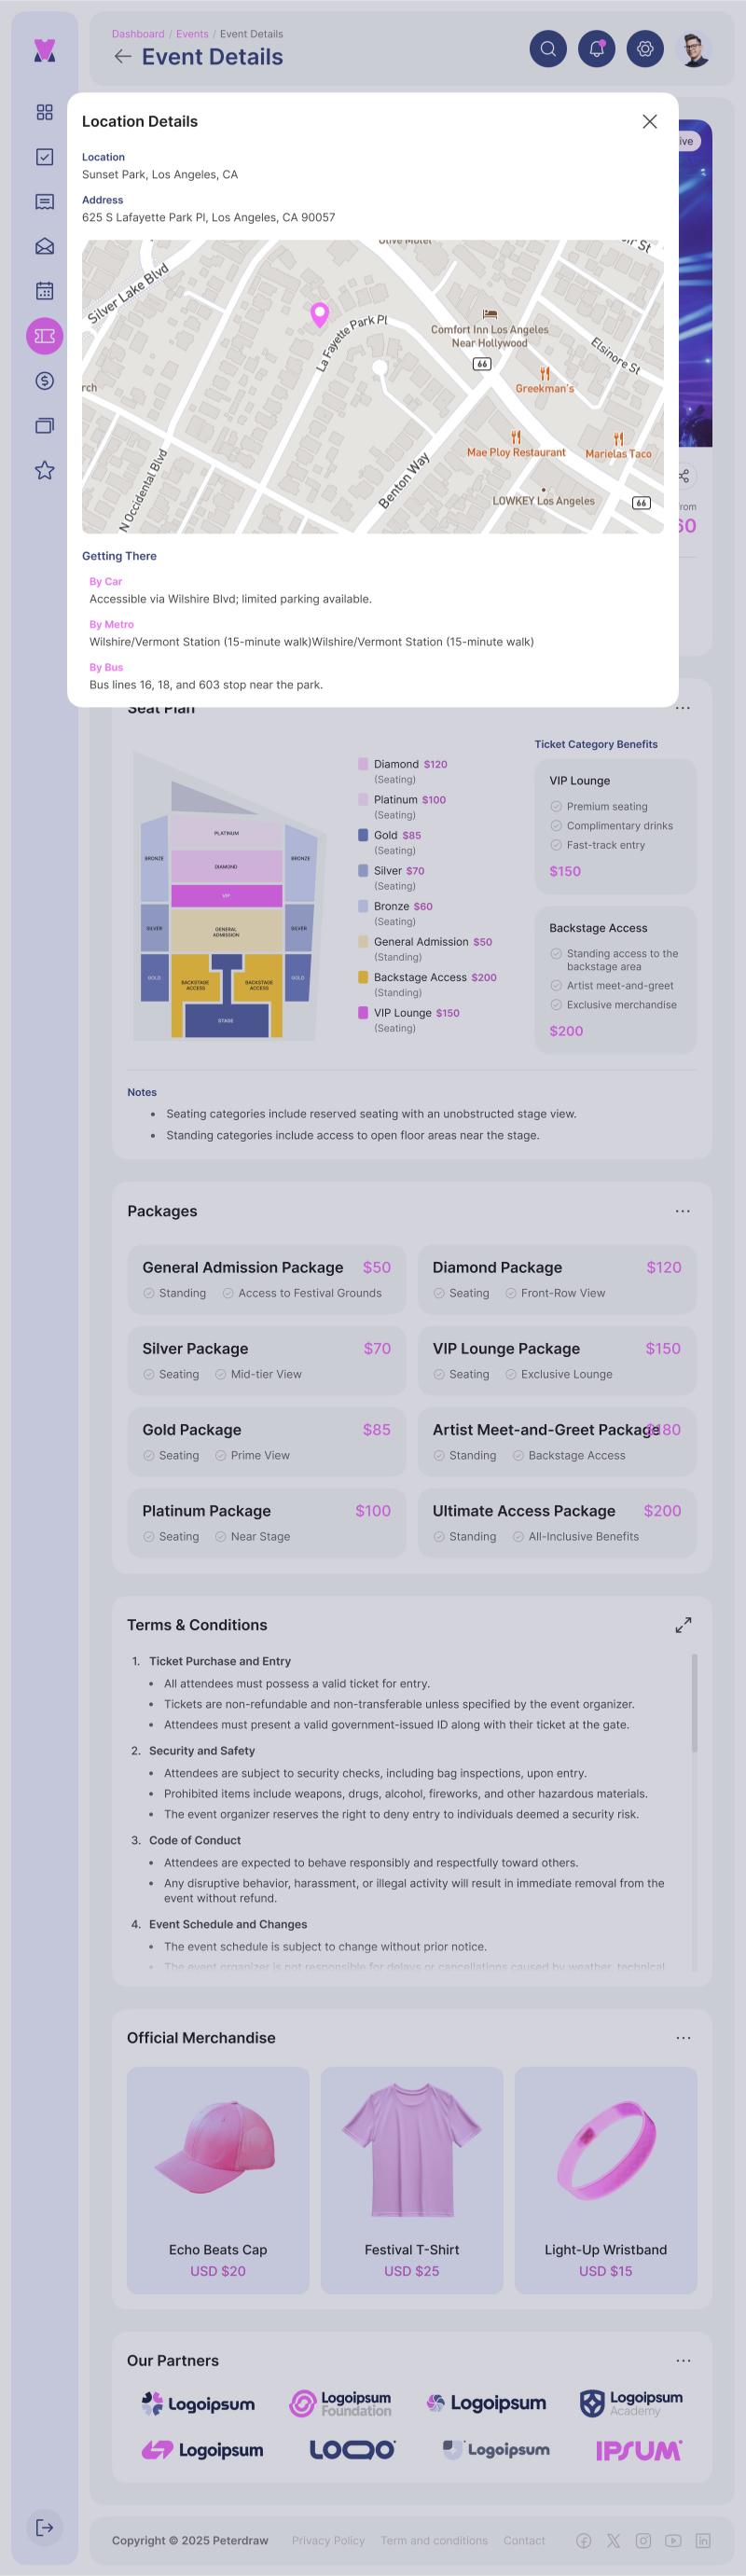 Dashboard / Events / Event Details
Event Details
Location Details
Location
Sunset Park, Los Angeles, CA
Address
625 S Lafayette Park Pl, Los Angeles, CA 90057
Olive Motel
Silver Lake Blvd
La Fayette Park Pl
Comfort Inn Los Angeles
Near Hollywood
66
Elsinore St
Greekman's
rch
Mae Ploy Restaurant
Marielas Taco
N Occidental Blvd
Benton Way
LOWKEY Los Angeles
66
ive
rom
60
Getting There
By Car
Accessible via Wilshire Blvd; limited parking available.
By Metro
Wilshire/Vermont Station (15-minute walk)Wilshire/Vermont Station (15-minute walk)
By Bus
Bus lines 16, 18, and 603 stop near the park.
Seat Plan
PLATINUM
BRONZE
DIAMOND
BRONZE
VIP
SILVER
GENERAL
ADMISSION
SILVER
GOLD
BACKSTAGE
ACCESS
BACKSTAGE
ACCESS
GOLD
STAGE
Diamond $120
(Seating)
Platinum $100
(Seating)
Gold $85
(Seating)
Silver $70
(Seating)
Bronze $60
(Seating)
General Admission $50
(Standing)
Backstage Access $200
(Standing)
VIP Lounge $150
(Seating)
Ticket Category Benefits
VIP Lounge
Premium seating
Complimentary drinks
Fast-track entry
$150
Backstage Access
Standing access to the
backstage area
Artist meet-and-greet
Exclusive merchandise
$200
Notes
• Seating categories include reserved seating with an unobstructed stage view.
• Standing categories include access to open floor areas near the stage.
Packages
General Admission Package $50
Standing Access to Festival Grounds
Diamond Package $120
Seating Front-Row View
Silver Package $70
Seating Mid-tier View
VIP Lounge Package $150
Seating Exclusive Lounge
Gold Package $85
Seating Prime View
Artist Meet-and-Greet Package $180
Standing Backstage Access
Platinum Package $100
Seating Near Stage
Ultimate Access Package $200
Standing All-Inclusive Benefits
Terms & Conditions
1. Ticket Purchase and Entry
• All attendees must possess a valid ticket for entry.
• Tickets are non-refundable and non-transferable unless specified by the event organizer.
• Attendees must present a valid government-issued ID along with their ticket at the gate.
2. Security and Safety
• Attendees are subject to security checks, including bag inspections, upon entry.
• Prohibited items include weapons, drugs, alcohol, fireworks, and other hazardous materials.
• The event organizer reserves the right to deny entry to individuals deemed a security risk.
3. Code of Conduct
• Attendees are expected to behave responsibly and respectfully toward others.
• Any disruptive behavior, harassment, or illegal activity will result in immediate removal from the
event without refund.
4. Event Schedule and Changes
• The event schedule is subject to change without prior notice.
• The event organizer is not responsible for delays or cancellations caused by weather, technical
Official Merchandise
Echo Beats Cap
USD $20
Festival T-Shirt
USD $25
Light-Up Wristband
USD $15
Our Partners
Logoipsum
Logoipsum
Foundation
Logoipsum
Logoipsum
Academy
Logoipsum
LOQO
Logoipsum
IPSUM
Copyright © 2025 Peterdraw
Privacy Policy
Term and conditions
Contact